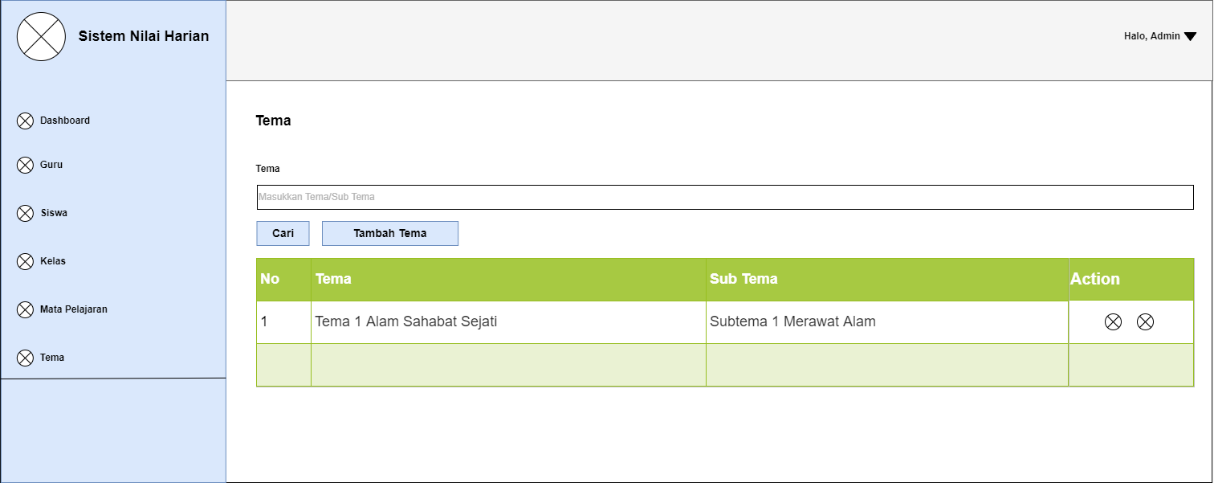 Sistem Nilai Harian
Halo, Admin
Dashboard
Guru
Siswa
Kelas
Mata Pelajaran
Tema
Tema
Tema
Masukkan Tema/Sub Tema
Cari Tambah Tema
No Tema Sub Tema Action
1 Tema 1 Alam Sahabat Sejati Subtema 1 Merawat Alam